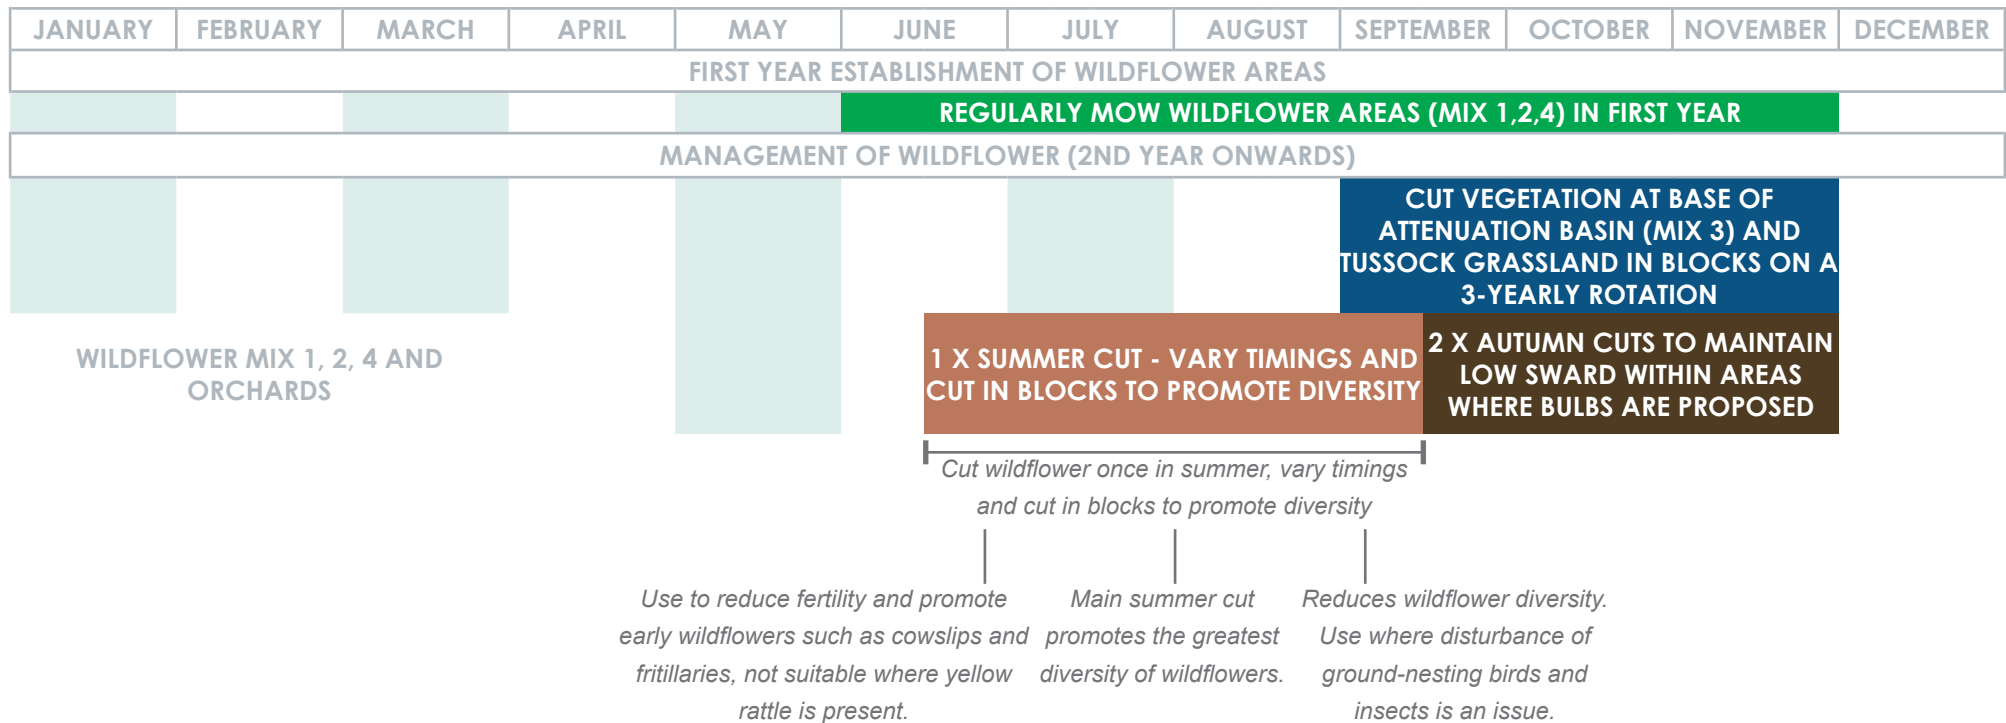 JANUARY FEBRUARY MARCH APRIL MAY JUNE JULY AUGUST SEPTEMBER OCTOBER NOVEMBER DECEMBER
FIRST YEAR ESTABLISHMENT OF WILDFLOWER AREAS
REGULARLY MOW WILDFLOWER AREAS (MIX 1,2,4) IN FIRST YEAR
MANAGEMENT OF WILDFLOWER (2ND YEAR ONWARDS)
CUT VEGETATION AT BASE OF
ATTENUATION BASIN (MIX 3) AND
TUSSOCK GRASSLAND IN BLOCKS ON A
3-YEARLY ROTATION
WILDFLOWER MIX 1, 2, 4 AND
ORCHARDS
1 X SUMMER CUT - VARY TIMINGS AND
CUT IN BLOCKS TO PROMOTE DIVERSITY
2 X AUTUMN CUTS TO MAINTAIN
LOW SWARD WITHIN AREAS
WHERE BULBS ARE PROPOSED
Cut wildflower once in summer, vary timings
and cut in blocks to promote diversity
Use to reduce fertility and promote
early wildflowers such as cowslips and
fritillaries, not suitable where yellow
rattle is present.
Main summer cut
promotes the greatest
diversity of wildflowers.
Reduces wildflower diversity.
Use where disturbance of
ground-nesting birds and
insects is an issue.